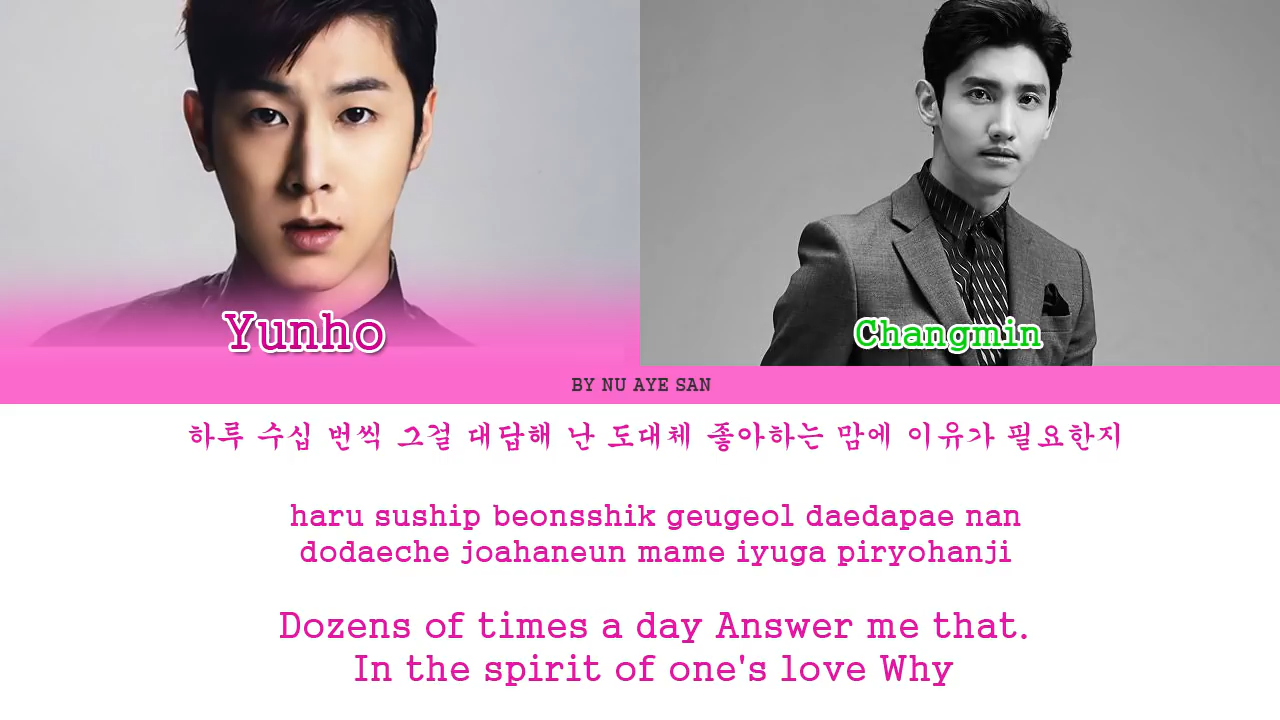 Yunho
Changmin
BY NU AYE SAN
하루 수십 번씩 그걸 대답해 난 도대체 좋아하는 맘에 이유가 필요한지
haru suship beonsshik geugeol daedapae nan
dodaeche joahaneun mame iyuga piryohanji
Dozens of times a day Answer me that.
In the spirit of one's love Why